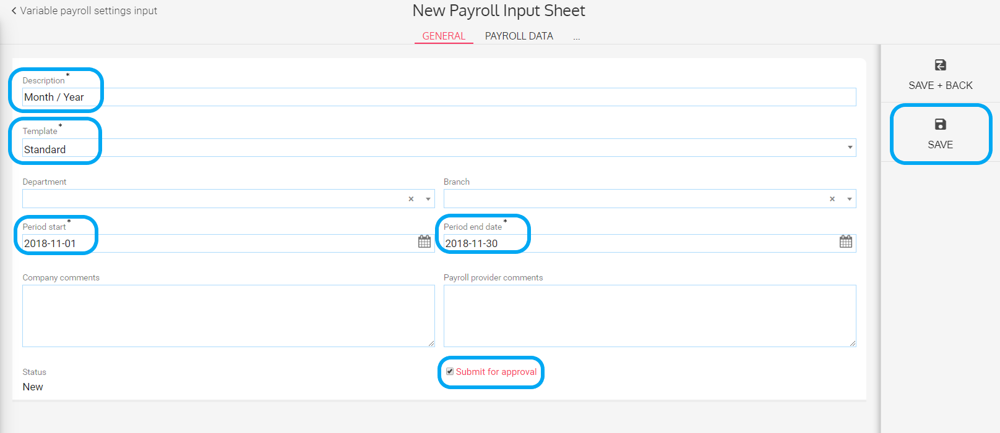 Variable payroll settings input
New Payroll Input Sheet
GENERAL PAYROLL DATA ...
SAVE + BACK
SAVE
Description *
Month / Year
Template *
Standard
Department Branch
× ×
Period start * Period end date *
2018-11-01 2018-11-30
Company comments Payroll provider comments
Status Submit for approval
New